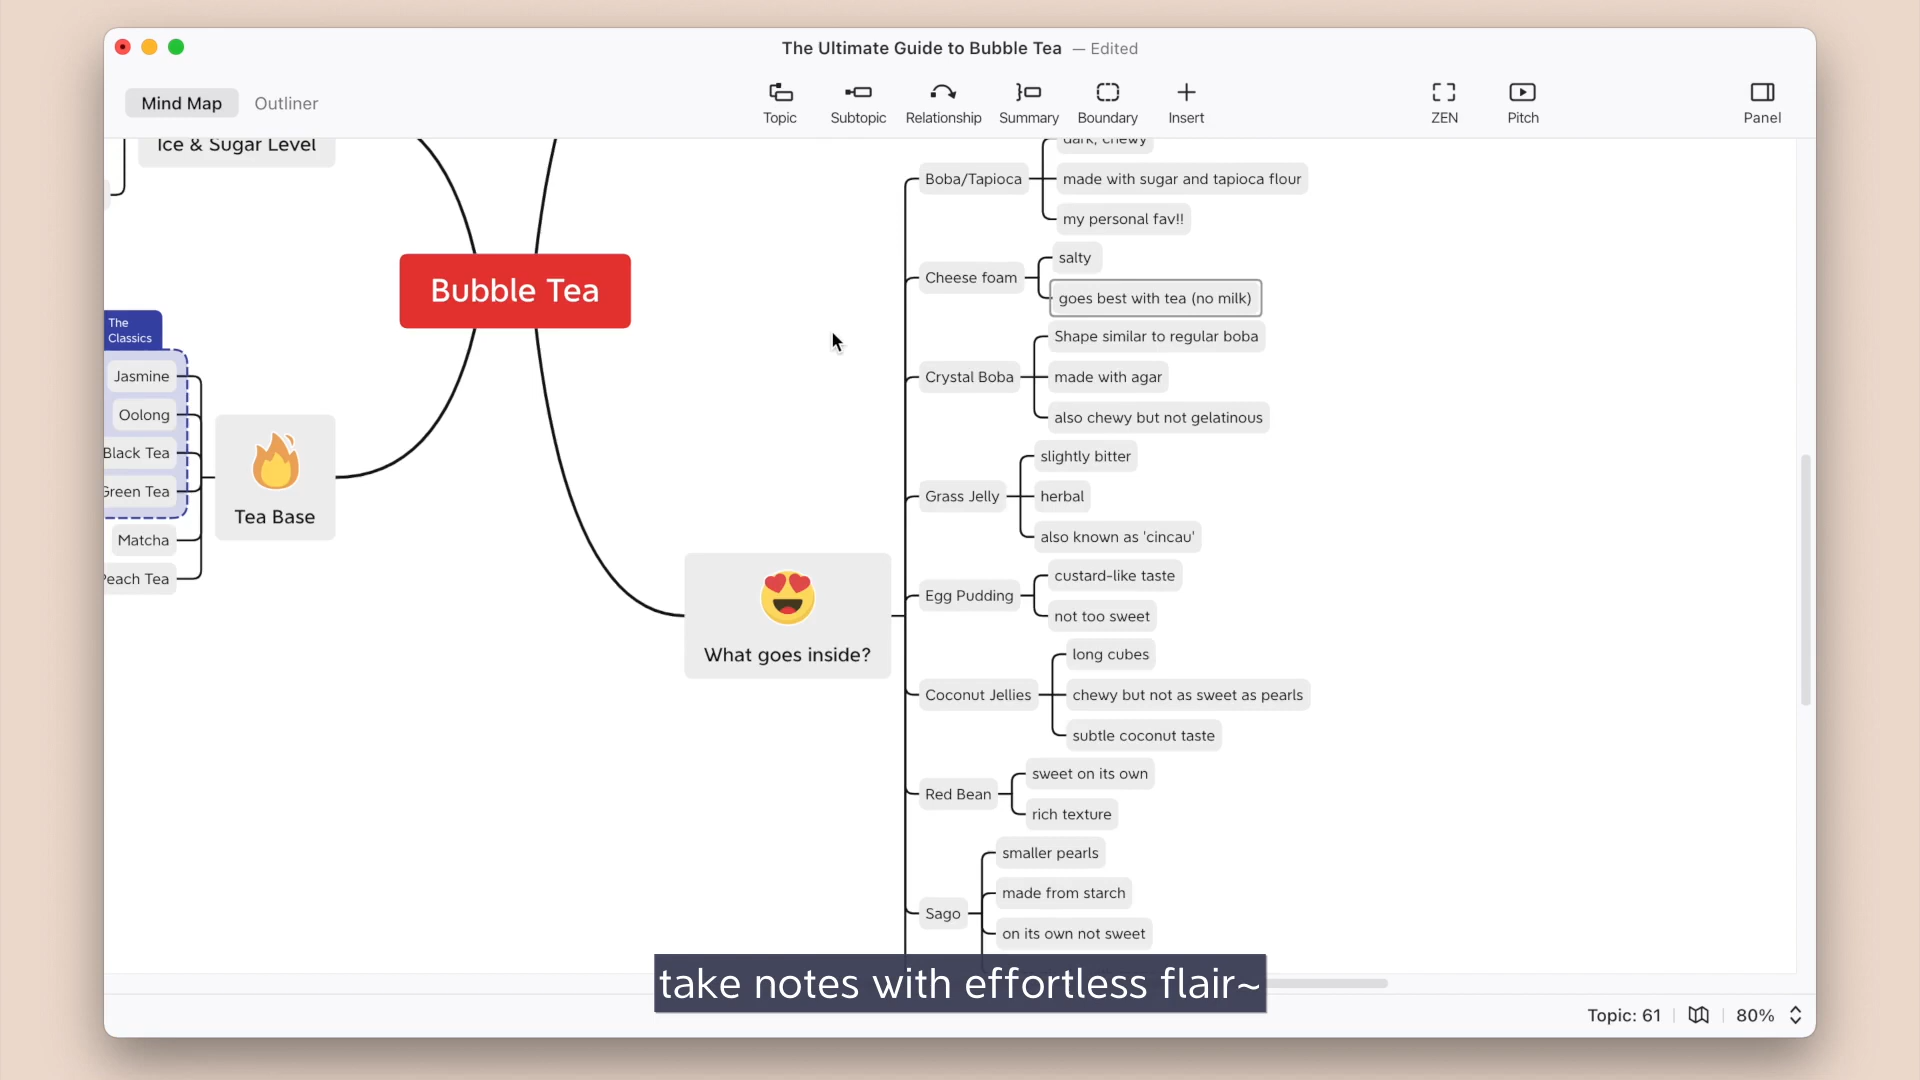 The Ultimate Guide to Bubble Tea — Edited
Mind Map
Outliner
Topic
Subtopic
Relationship
Summary
Boundary
Insert
ZEN
Pitch
Panel
Ice & Sugar Level
Bubble Tea
The
Classics
Jasmine
Oolong
Black Tea
Green Tea
Matcha
Peach Tea
Tea Base
What goes inside?
Boba/Tapioca
dark, chewy
made with sugar and tapioca flour
my personal fav!!
Cheese foam
salty
goes best with tea (no milk)
Crystal Boba
Shape similar to regular boba
made with agar
also chewy but not gelatinous
Grass Jelly
slightly bitter
herbal
also known as 'cincau'
Egg Pudding
custard-like taste
not too sweet
Coconut Jellies
long cubes
chewy but not as sweet as pearls
subtle coconut taste
Red Bean
sweet on its own
rich texture
Sago
smaller pearls
made from starch
on its own not sweet
take notes with effortless flair~
Topic: 61
80%